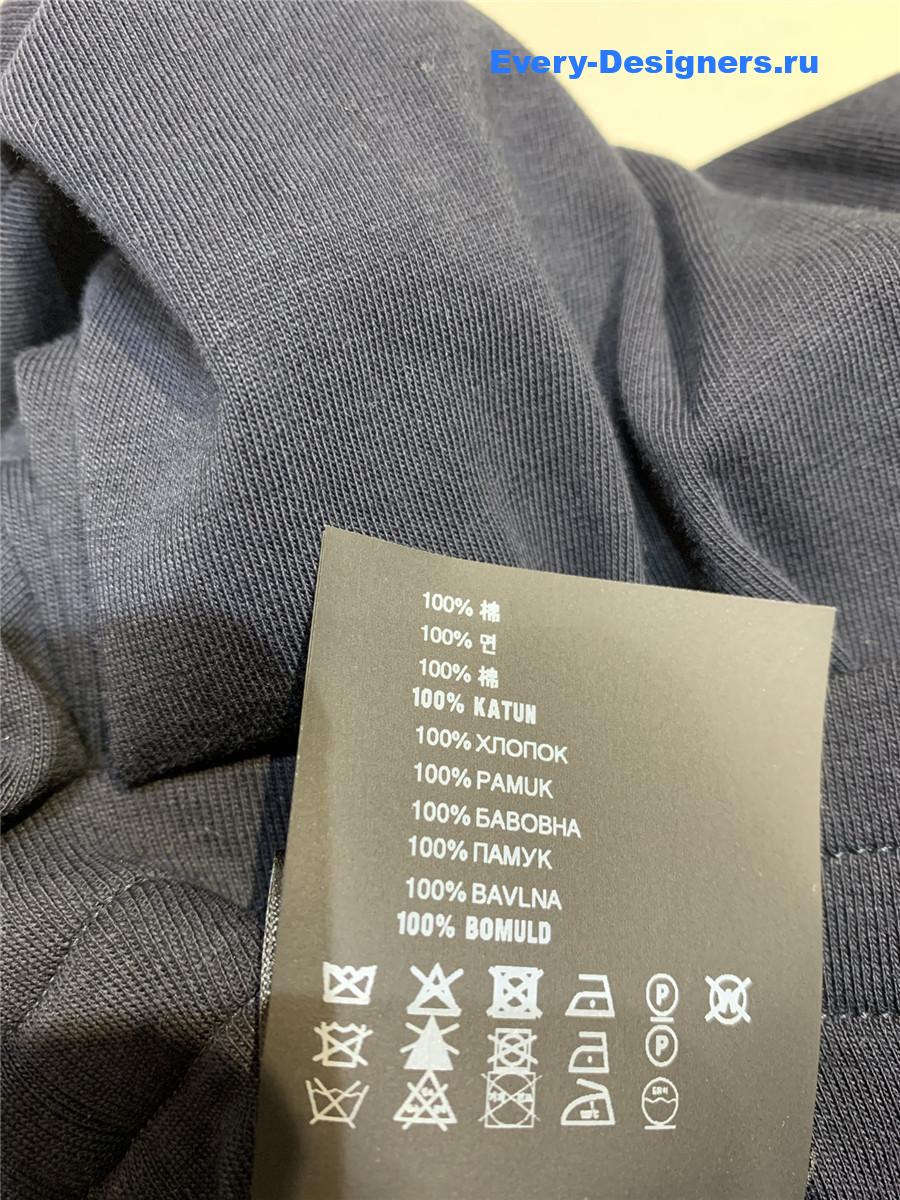 Every-Designers.ru
100% 棉
100% 면
100% 棉
100% KATUN
100% ХЛОПОК
100% PAMUK
100% БАВОВНА
100% ПАМУК
100% BAVLNA
100% BOMULD
P
W
P